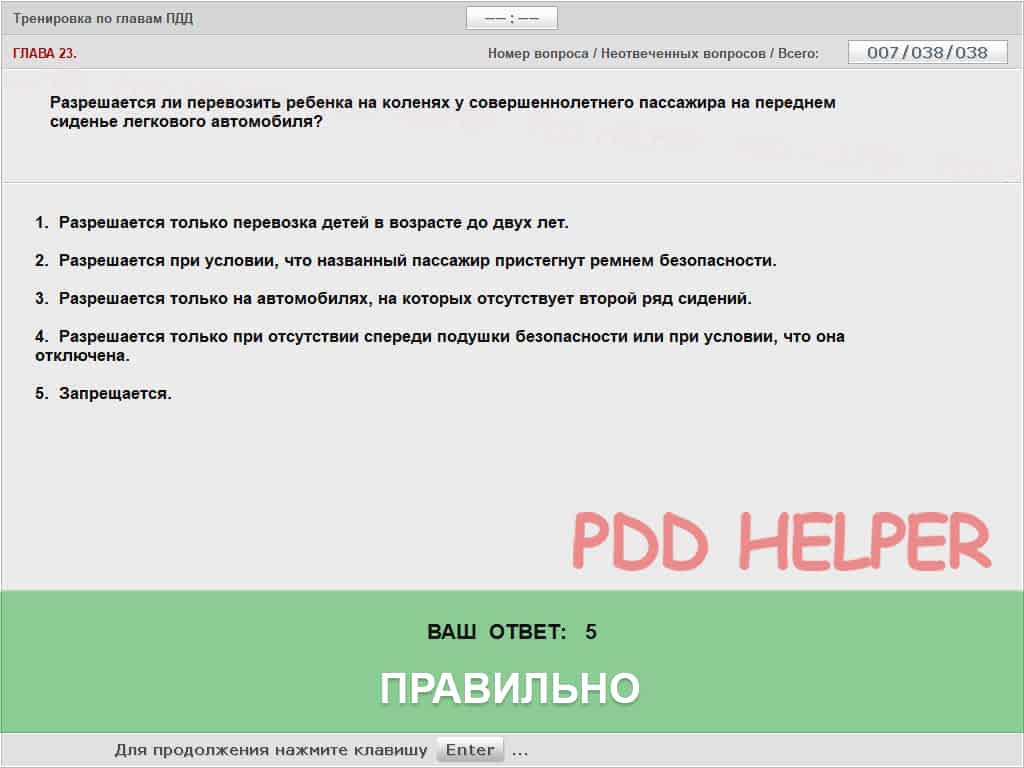 Тренировка по главам ПДД
—— : ——
ГЛАВА 23.
Номер вопроса / Неотвеченных вопросов / Всего:
007/038/038
Разрешается ли перевозить ребенка на коленях у совершеннолетнего пассажира на переднем
сиденье легкового автомобиля?
1. Разрешается только перевозка детей в возрасте до двух лет.
2. Разрешается при условии, что названный пассажир пристегнут ремнем безопасности.
3. Разрешается только на автомобилях, на которых отсутствует второй ряд сидений.
4. Разрешается только при отсутствии спереди подушки безопасности или при условии, что она
отключена.
5. Запрещается.
PDD HELPER
ВАШ ОТВЕТ: 5
ПРАВИЛЬНО
Для продолжения нажмите клавишу Enter ...